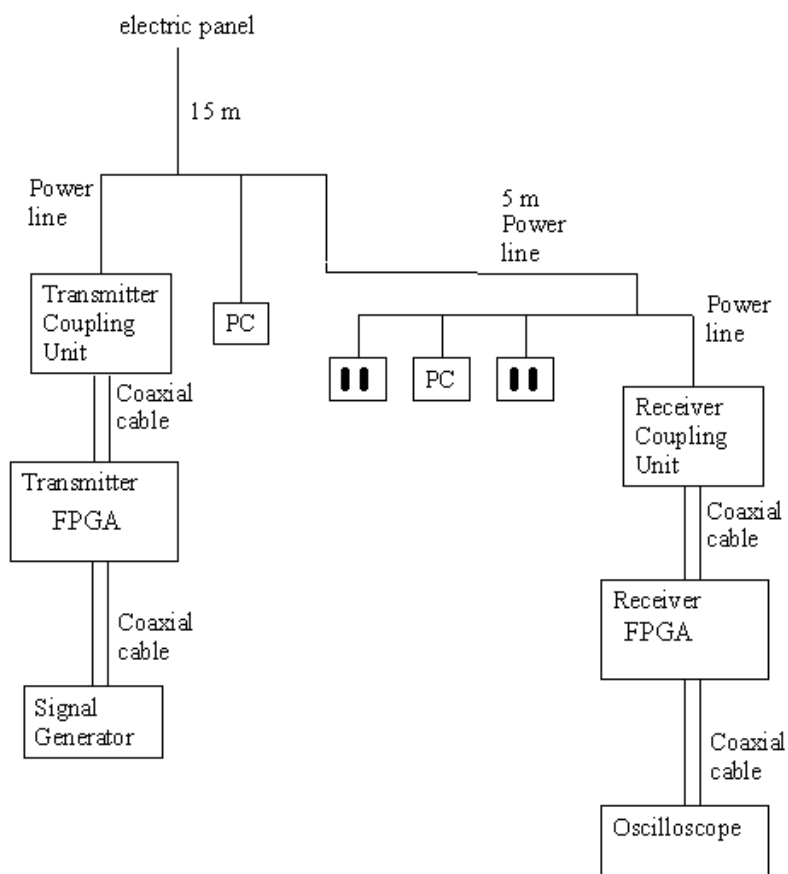 electric panel
15 m
Power
line
5 m
Power
line
Transmitter
Coupling
Unit
PC
Power
line
PC
Coaxial
cable
Receiver
Coupling
Unit
Transmitter
FPGA
Coaxial
cable
Receiver
FPGA
Coaxial
cable
Signal
Generator
Coaxial
cable
Oscilloscope